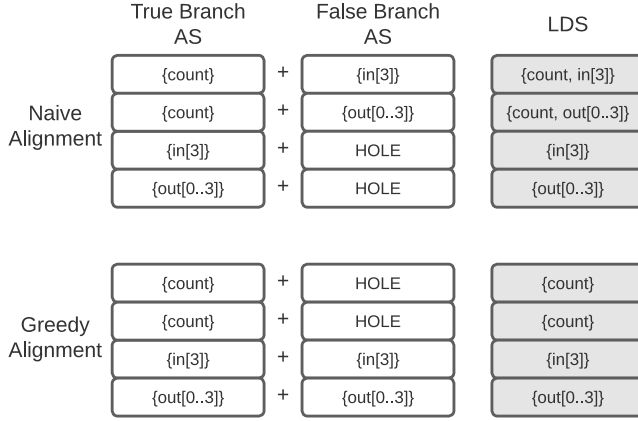 True Branch AS
False Branch AS
LDS
Naive Alignment
{count} + {in[3]} {count, in[3]}
{count} + {out[0..3]} {count, out[0..3]}
{in[3]} + HOLE {in[3]}
{out[0..3]} + HOLE {out[0..3]}
Greedy Alignment
{count} + HOLE {count}
{count} + HOLE {count}
{in[3]} + {in[3]} {in[3]}
{out[0..3]} + {out[0..3]} {out[0..3]}